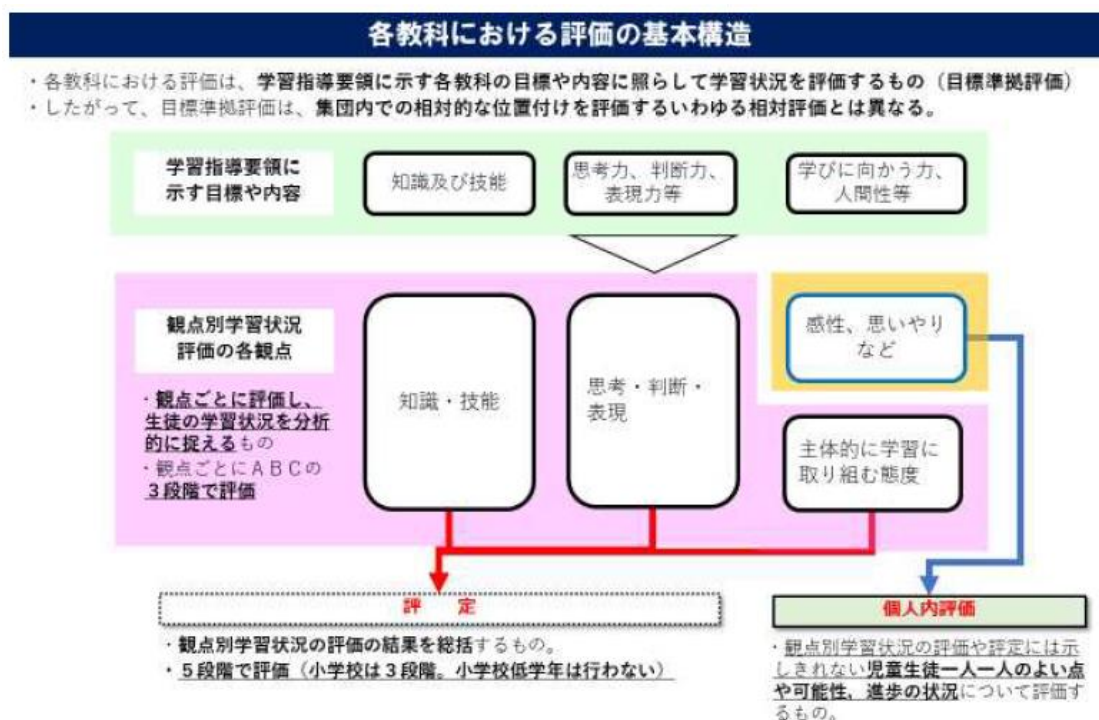 各教科における評価の基本構造
・各教科における評価は、学習指導要領に示す各教科の目標や内容に照らして学習状況を評価するもの（目標準拠評価）
・したがって、目標準拠評価は、集団内での相対的な位置付けを評価するいわゆる相対評価とは異なる。
学習指導要領に
示す目標や内容
知識及び技能
思考力、判断力、
表現力等
学びに向かう力、
人間性等
観点別学習状況
評価の各観点
・観点ごとに評価し、
生徒の学習状況を分析
的に捉えるもの
・観点ごとにＡＢＣの
３段階で評価
知識・技能
思考・判断・
表現
感性、思いやり
など
主体的に学習に
取り組む態度
評　定
・観点別学習状況の評価の結果を総括するもの。
・５段階で評価（小学校は３段階。小学校低学年は行わない）
個人内評価
・観点別学習状況の評価や評定には示
しきれない児童生徒一人一人のよい点
や可能性、進歩の状況について評価す
るもの。